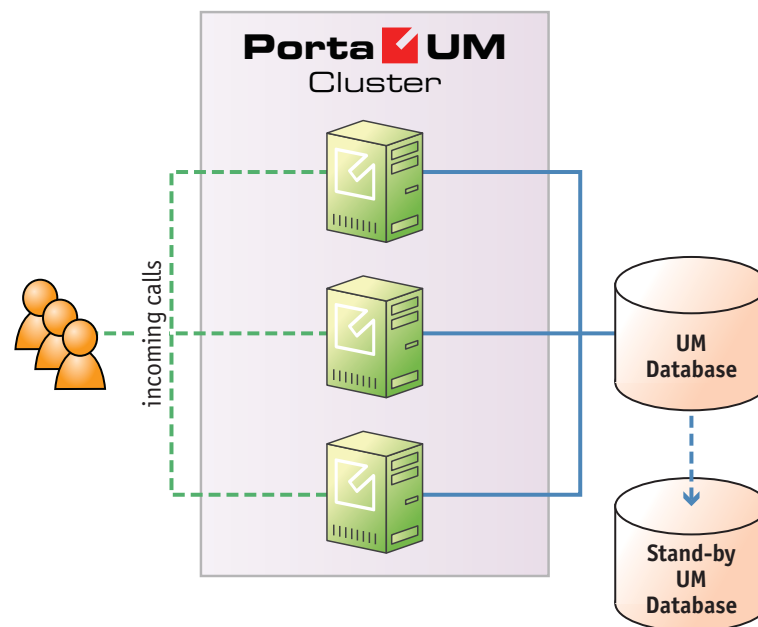 Porta UM
Cluster
incoming calls
UM
Database
Stand-by
UM
Database